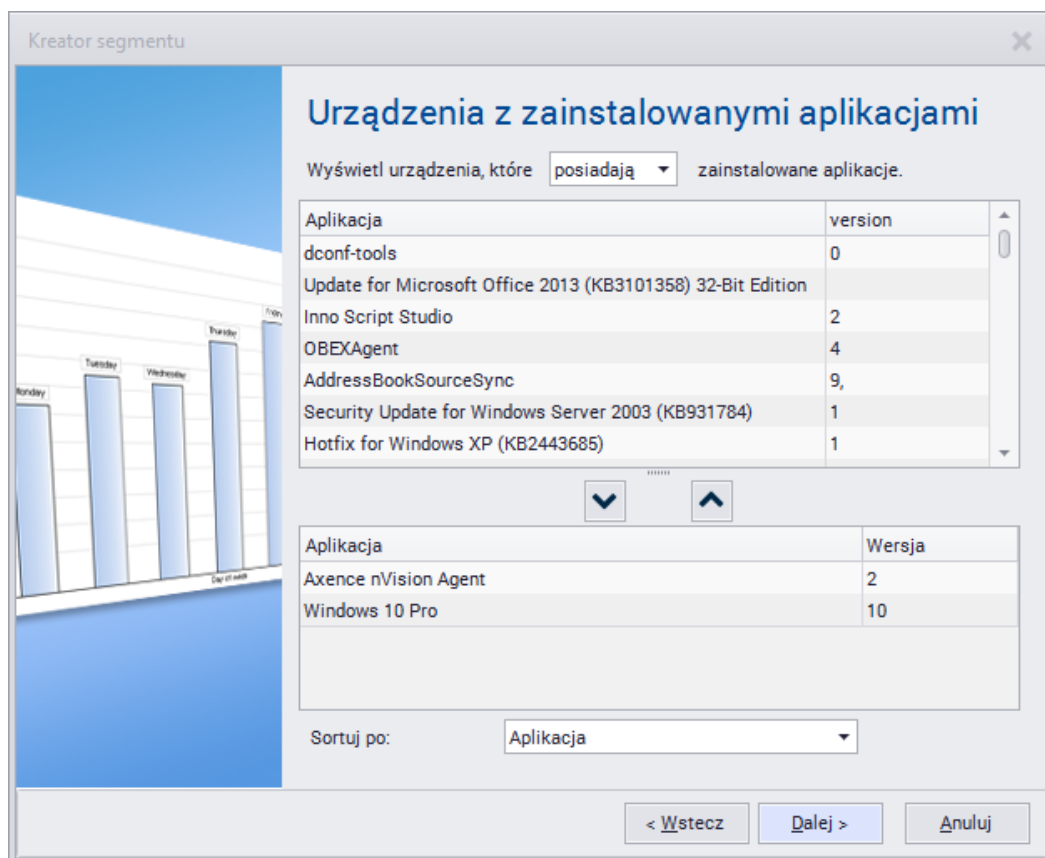 Kreator segmentu
Urządzenia z zainstalowanymi aplikacjami
Wyświetl urządzenia, które posiadają zainstalowane aplikacje.
Aplikacja version
dconf-tools 0
Update for Microsoft Office 2013 (KB3101358) 32-Bit Edition
Inno Script Studio 2
OBEXAgent 4
AddressBookSourceSync 9,
Security Update for Windows Server 2003 (KB931784) 1
Hotfix for Windows XP (KB2443685) 1
Monday
Tuesday
Wednesday
Thursday
Day of week
Aplikacja Wersja
Axence nVision Agent 2
Windows 10 Pro 10
Sortuj po: Aplikacja
< Wstecz Dalej > Anuluj